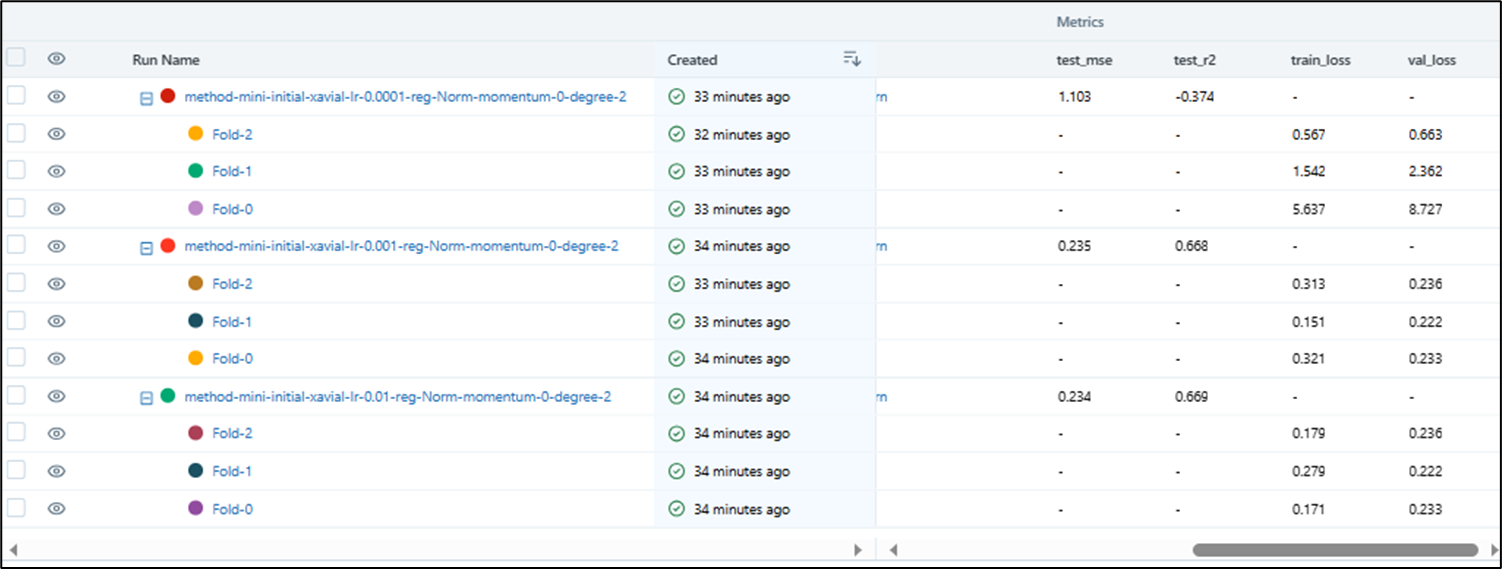 Metrics
Run Name Created test_mse test_r2 train_loss val_loss
method-mini-initial-xavial-lr-0.0001-reg-Norm-momentum-0-degree-2 33 minutes ago rn 1.103 -0.374 - -
Fold-2 32 minutes ago - - 0.567 0.663
Fold-1 33 minutes ago - - 1.542 2.362
Fold-0 33 minutes ago - - 5.637 8.727
method-mini-initial-xavial-lr-0.001-reg-Norm-momentum-0-degree-2 34 minutes ago rn 0.235 0.668 - -
Fold-2 33 minutes ago - - 0.313 0.236
Fold-1 33 minutes ago - - 0.151 0.222
Fold-0 34 minutes ago - - 0.321 0.233
method-mini-initial-xavial-lr-0.01-reg-Norm-momentum-0-degree-2 34 minutes ago rn 0.234 0.669 - -
Fold-2 34 minutes ago - - 0.179 0.236
Fold-1 34 minutes ago - - 0.279 0.222
Fold-0 34 minutes ago - - 0.171 0.233